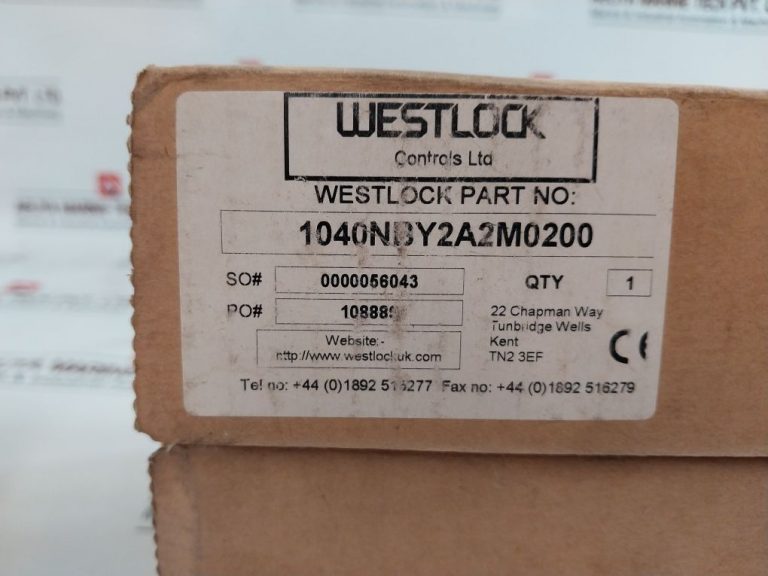 WESTLOCK
Controls Ltd
WESTLOCK PART NO:
1040NBY2A2M0200
SO# 0000056043 QTY 1
PO#
22 Chapman Way
Tunbridge Wells
Kent
TN2 3EF
CE
Website:-
http://www.westlockuk.com
Tel no: +44 (0)1892 516277 Fax no: +44 (0)1892 516279